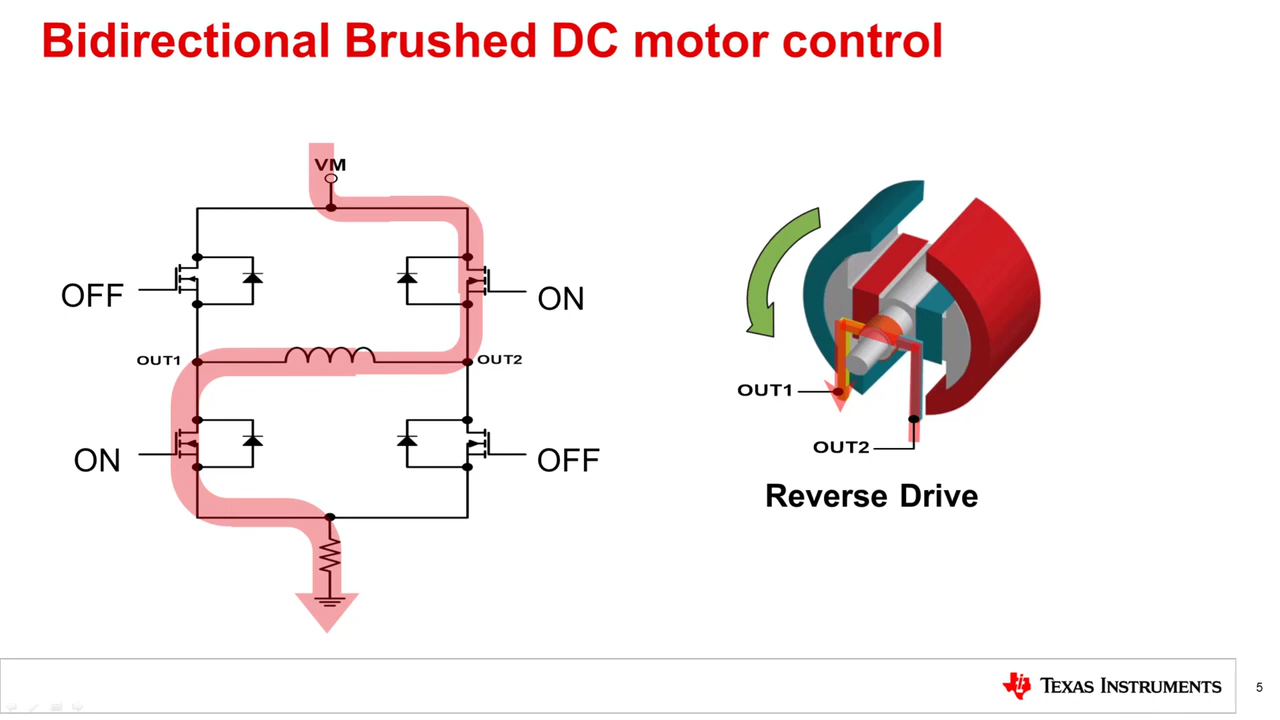 Bidirectional Brushed DC motor control
VM
OFF
ON
OUT1
OUT2
ON
OFF
OUT1
OUT2
Reverse Drive
TEXAS INSTRUMENTS
5